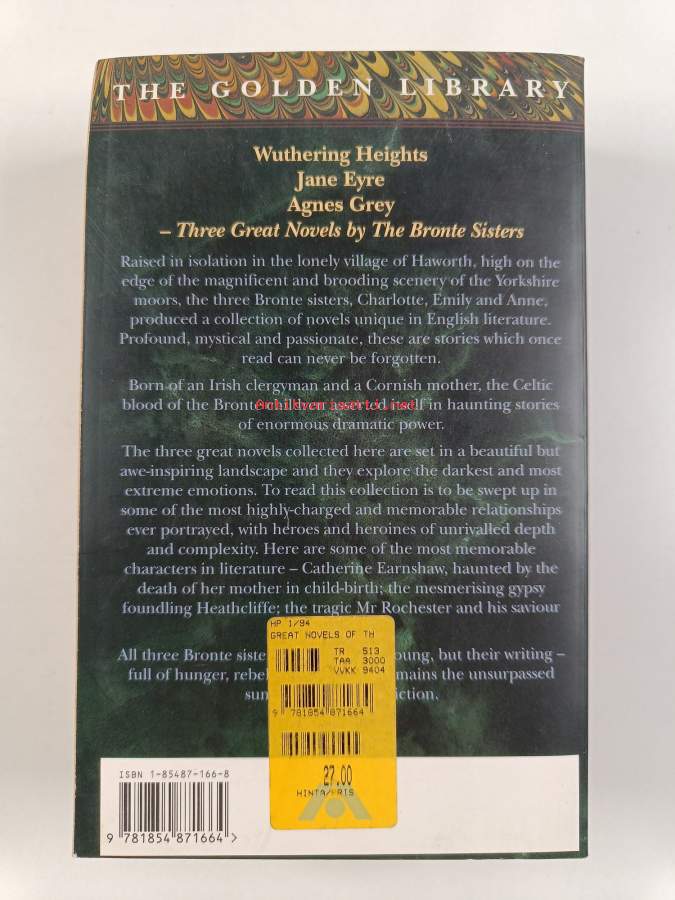 THE GOLDEN LIBRARY
Wuthering Heights
Jane Eyre
Agnes Grey
– Three Great Novels by The Bronte Sisters
Raised in isolation in the lonely village of Haworth, high on the
edge of the magnificent and brooding scenery of the Yorkshire
moors, the three Bronte sisters, Charlotte, Emily and Anne,
produced a collection of novels unique in English literature.
Profound, mystical and passionate, these are stories which once
read can never be forgotten.
Born of an Irish clergyman and a Cornish mother, the Celtic
blood of the Bronte children asserted itself in haunting stories
of enormous dramatic power.
The three great novels collected here are set in a beautiful but
awe-inspiring landscape and they explore the darkest and most
extreme emotions. To read this collection is to be swept up in
some of the most highly-charged and memorable relationships
ever portrayed, with heroes and heroines of unrivalled depth
and complexity. Here are some of the most memorable
characters in literature – Catherine Earnshaw, haunted by the
death of her mother in child-birth; the mesmerising gypsy
foundling Heathcliffe; the tragic Mr Rochester and his saviour
HP 1/94
GREAT NOVELS OF TH
TR 513
TAA 3000
VVKK 9404
All three Bronte siste oung, but their writing –
full of hunger, rebel mains the unsurpassed
sum iction.
9 781854 871664
27.00
HINTA/PRIS
ISBN 1-85487-166-8
9 781854 871664 >